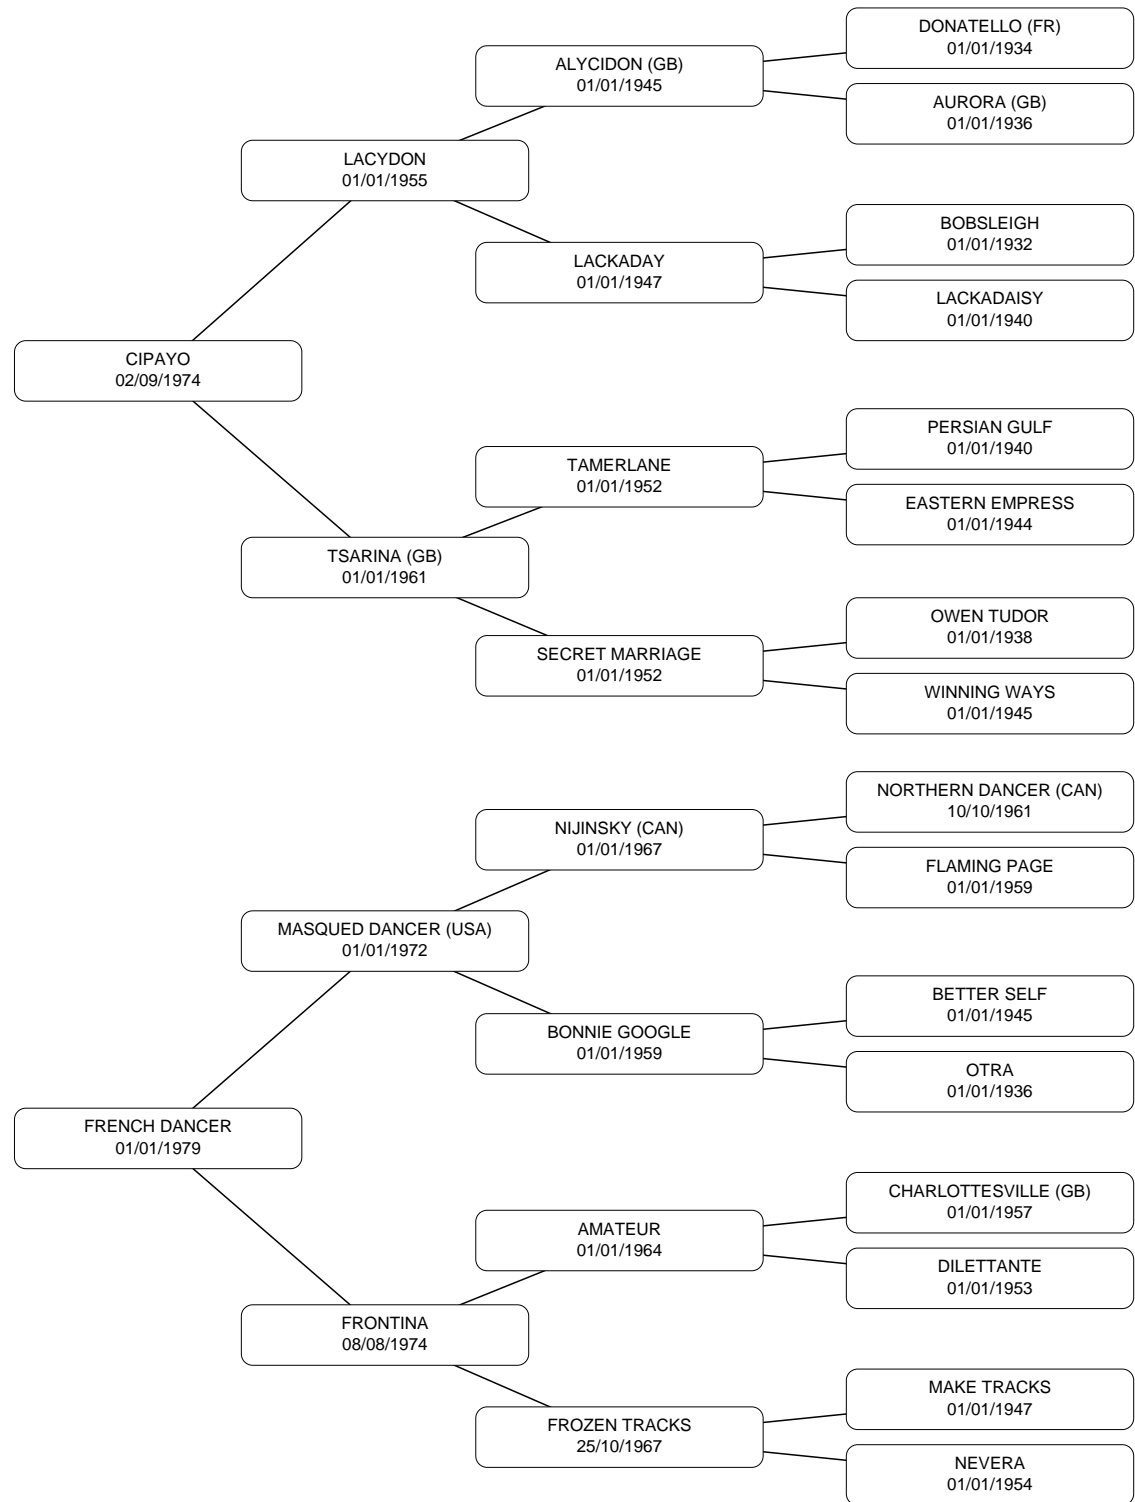 DONATELLO (FR)
01/01/1934
ALYCIDON (GB)
01/01/1945
AURORA (GB)
01/01/1936
LACYDON
01/01/1955
BOBSLEIGH
01/01/1932
LACKADAY
01/01/1947
LACKADAISY
01/01/1940
CIPAYO
02/09/1974
PERSIAN GULF
01/01/1940
TAMERLANE
01/01/1952
EASTERN EMPRESS
01/01/1944
TSARINA (GB)
01/01/1961
OWEN TUDOR
01/01/1938
SECRET MARRIAGE
01/01/1952
WINNING WAYS
01/01/1945
NORTHERN DANCER (CAN)
10/10/1961
NIJINSKY (CAN)
01/01/1967
FLAMING PAGE
01/01/1959
MASQUED DANCER (USA)
01/01/1972
BETTER SELF
01/01/1945
BONNIE GOOGLE
01/01/1959
OTRA
01/01/1936
FRENCH DANCER
01/01/1979
CHARLOTTESVILLE (GB)
01/01/1957
AMATEUR
01/01/1964
DILETTANTE
01/01/1953
FRONTINA
08/08/1974
MAKE TRACKS
01/01/1947
FROZEN TRACKS
25/10/1967
NEVERA
01/01/1954